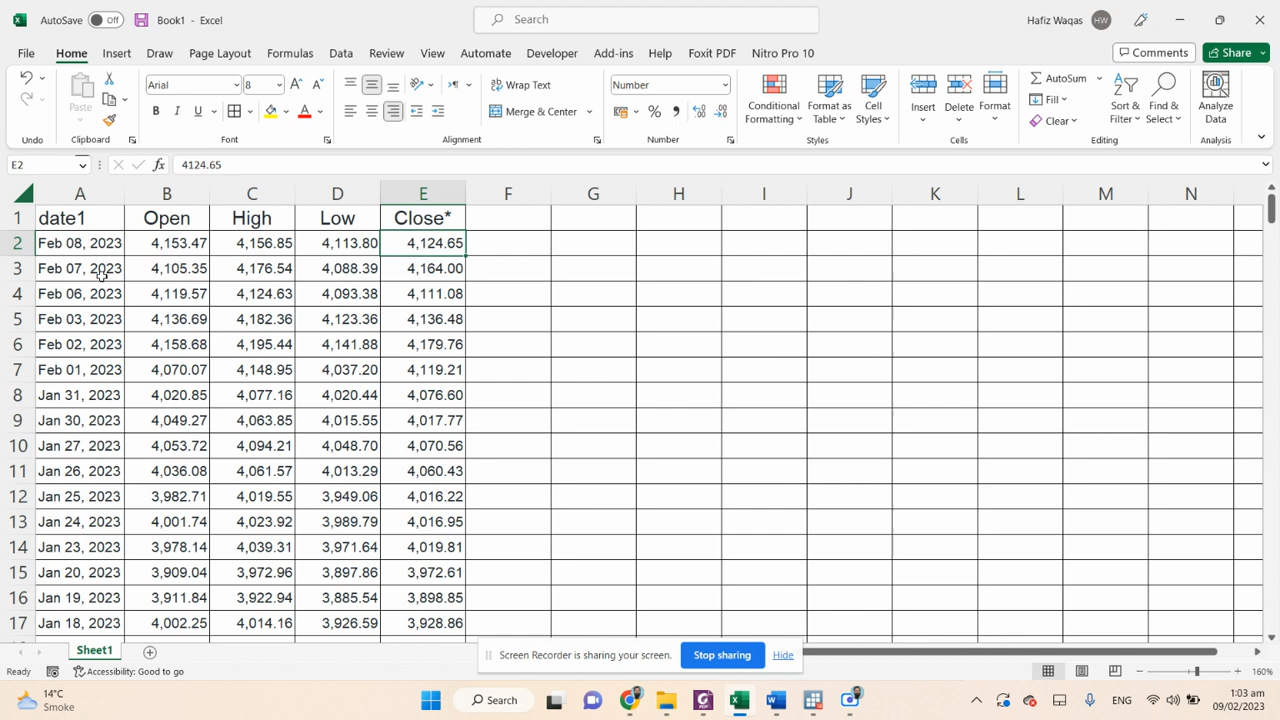 AutoSave Off Book1 - Excel Search Hafiz Waqas HW
File Home Insert Draw Page Layout Formulas Data Review View Automate Developer Add-ins Help Foxit PDF Nitro Pro 10 Comments Share
Arial 8 Wrap Text Number AutoSum
Paste B I U Merge & Center % Conditional Formatting Format as Table Cell Styles Insert Delete Format Fill Clear Sort & Filter Find & Select Analyze Data
Undo Clipboard Font Alignment Number Styles Cells Editing Analysis
E2 fx 4124.65
A B C D E F G H I J K L M N
1 date1 Open High Low Close*
2 Feb 08, 2023 4,153.47 4,156.85 4,113.80 4,124.65
3 Feb 07, 2023 4,105.35 4,176.54 4,088.39 4,164.00
4 Feb 06, 2023 4,119.57 4,124.63 4,093.38 4,111.08
5 Feb 03, 2023 4,136.69 4,182.36 4,123.36 4,136.48
6 Feb 02, 2023 4,158.68 4,195.44 4,141.88 4,179.76
7 Feb 01, 2023 4,070.07 4,148.95 4,037.20 4,119.21
8 Jan 31, 2023 4,020.85 4,077.16 4,020.44 4,076.60
9 Jan 30, 2023 4,049.27 4,063.85 4,015.55 4,017.77
10 Jan 27, 2023 4,053.72 4,094.21 4,048.70 4,070.56
11 Jan 26, 2023 4,036.08 4,061.57 4,013.29 4,060.43
12 Jan 25, 2023 3,982.71 4,019.55 3,949.06 4,016.22
13 Jan 24, 2023 4,001.74 4,023.92 3,989.79 4,016.95
14 Jan 23, 2023 3,978.14 4,039.31 3,971.64 4,019.81
15 Jan 20, 2023 3,909.04 3,972.96 3,897.86 3,972.61
16 Jan 19, 2023 3,911.84 3,922.94 3,885.54 3,898.85
17 Jan 18, 2023 4,002.25 4,014.16 3,926.59 3,928.86
Sheet1 Screen Recorder is sharing your screen. Stop sharing Hide
Ready Accessibility: Good to go 160%
14°C Search ENG 1:03 am
Smoke 09/02/2023